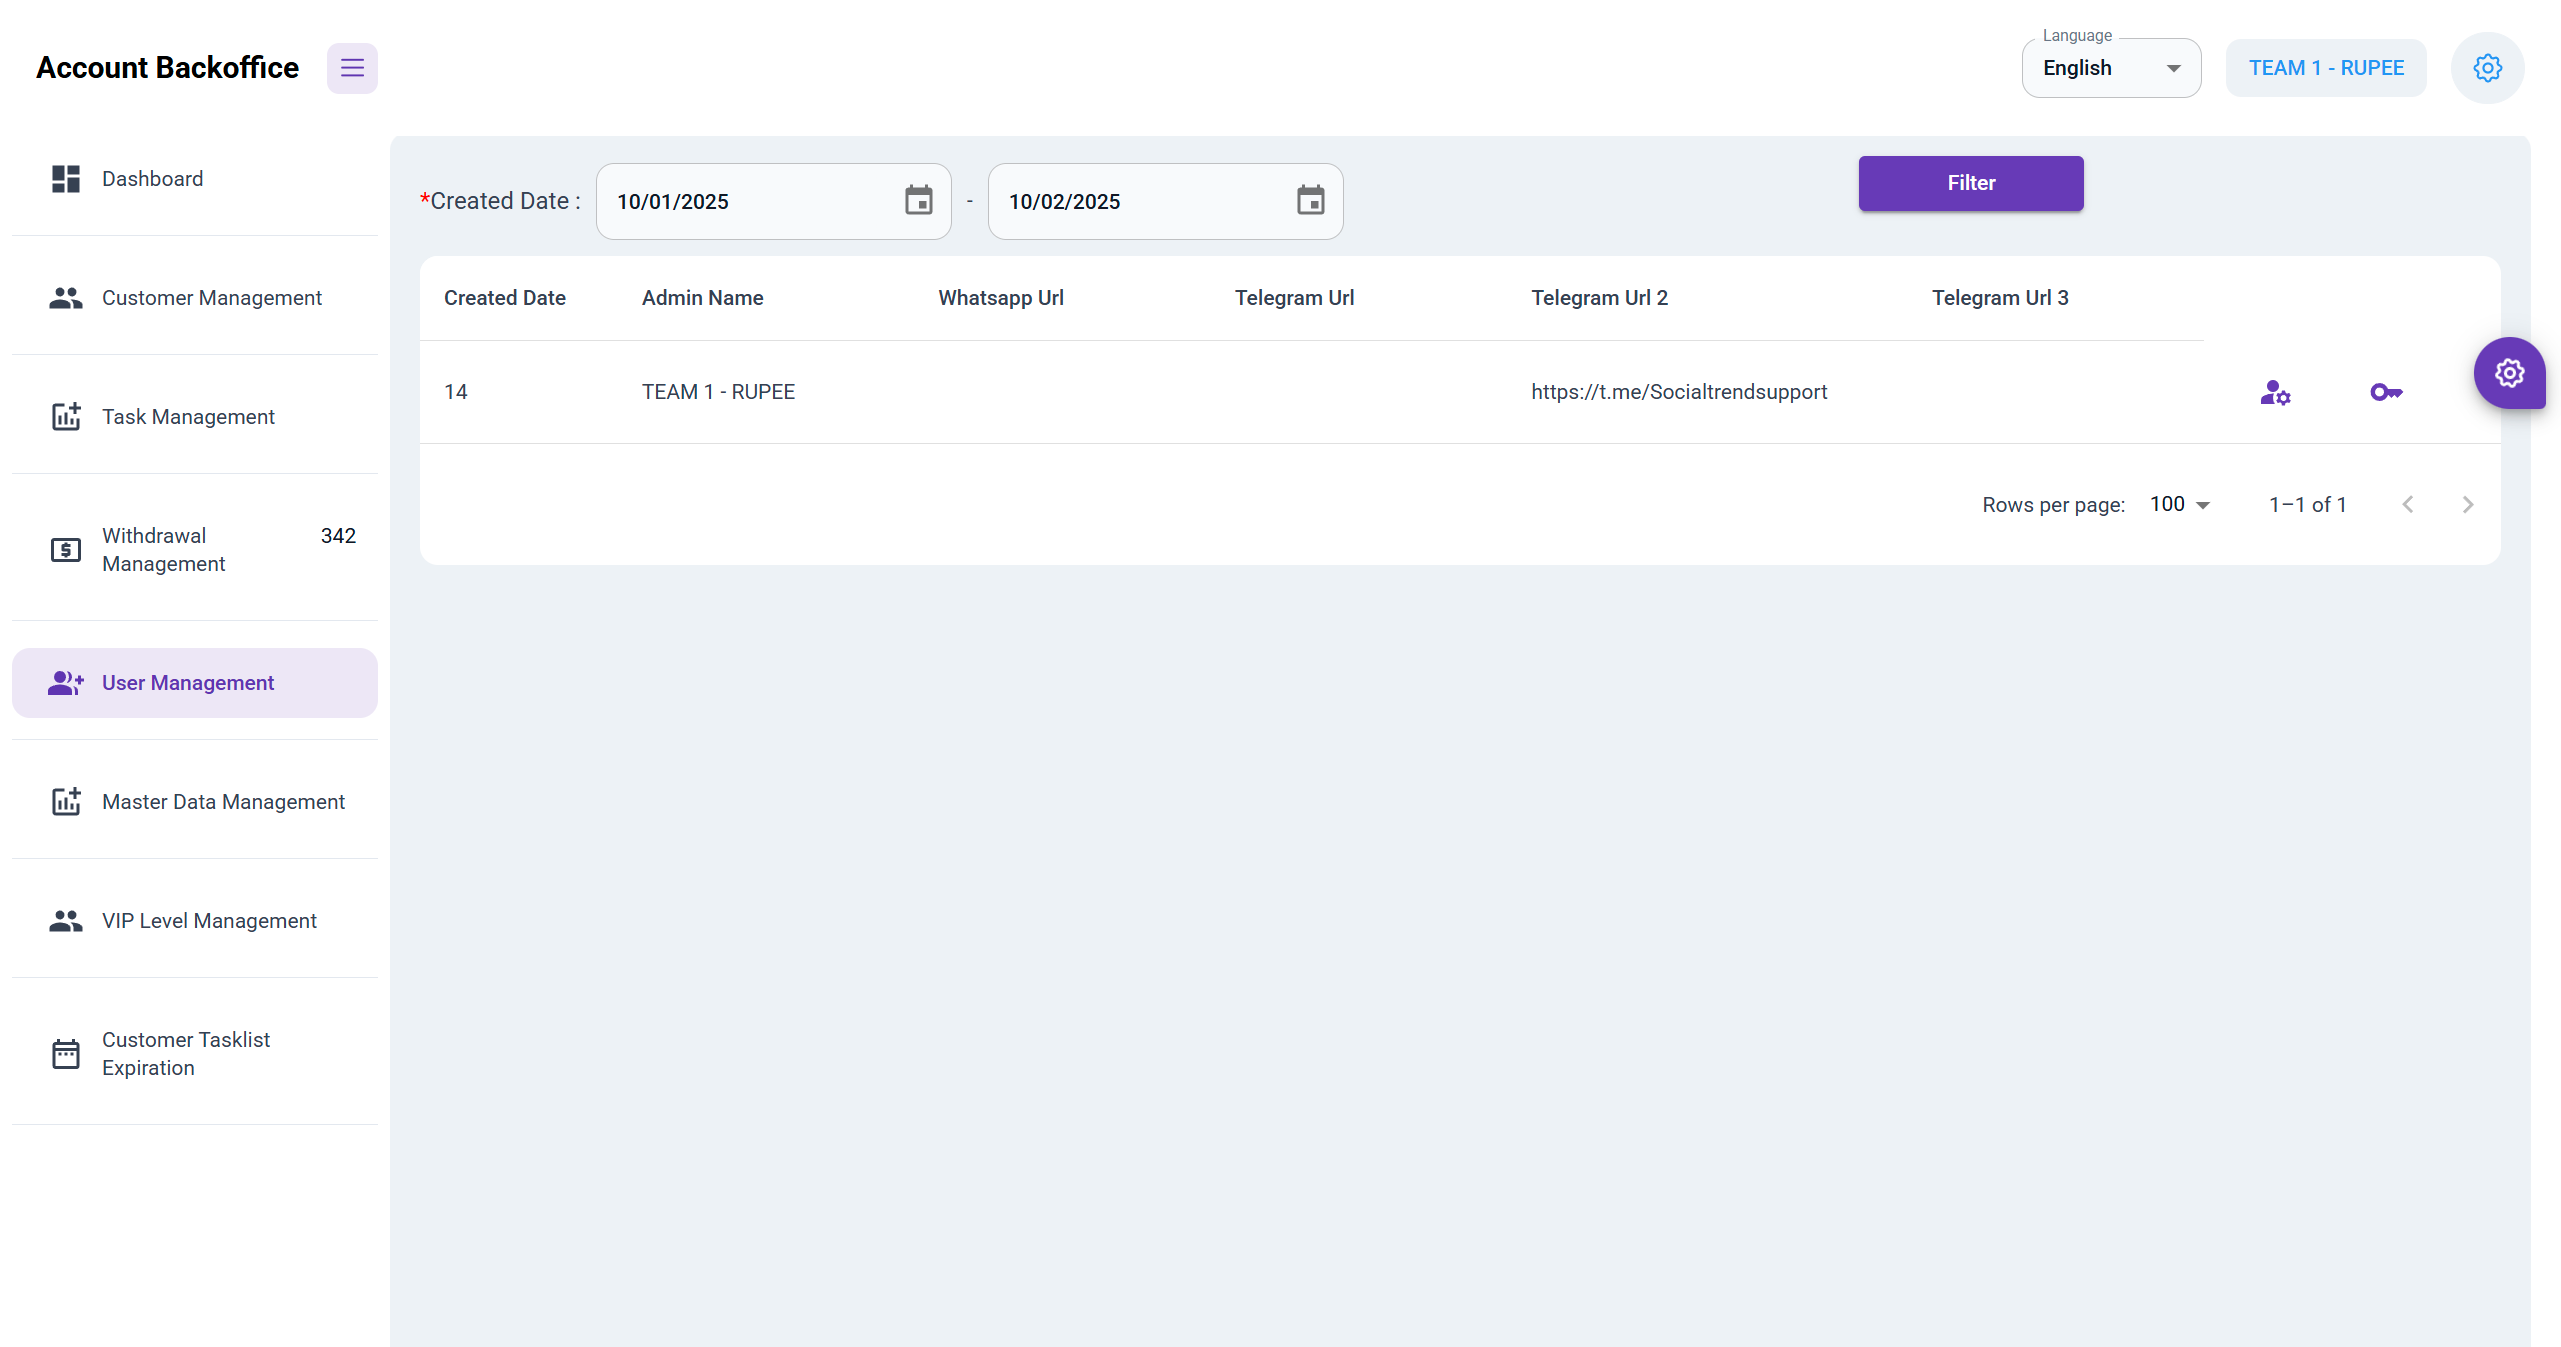 Account Backoffice
Language
English
TEAM 1 - RUPEE
Dashboard
Customer Management
Task Management
Withdrawal
Management
342
User Management
Master Data Management
VIP Level Management
Customer Tasklist
Expiration
*Created Date :
10/01/2025
-
10/02/2025
Filter
Created Date
Admin Name
Whatsapp Url
Telegram Url
Telegram Url 2
Telegram Url 3
14
TEAM 1 - RUPEE
https://t.me/Socialtrendsupport
Rows per page:
100
1–1 of 1